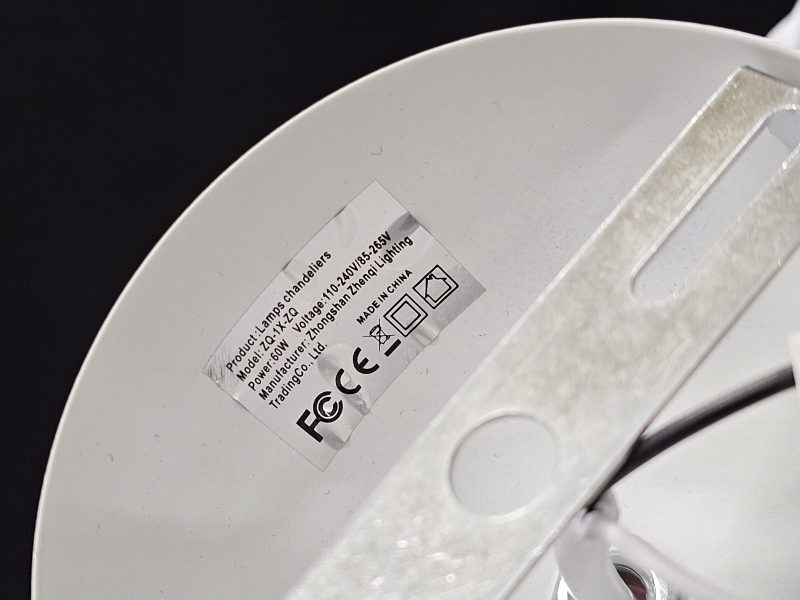 Product:Lamps chandeliers
Model:ZQ-1X-ZQ
Power:60W Voltage:110-240V/85-265V
Manufacturer: Zhongshan Zhenqi Lighting
TradingCo., Ltd.
MADE IN CHINA
FC CE